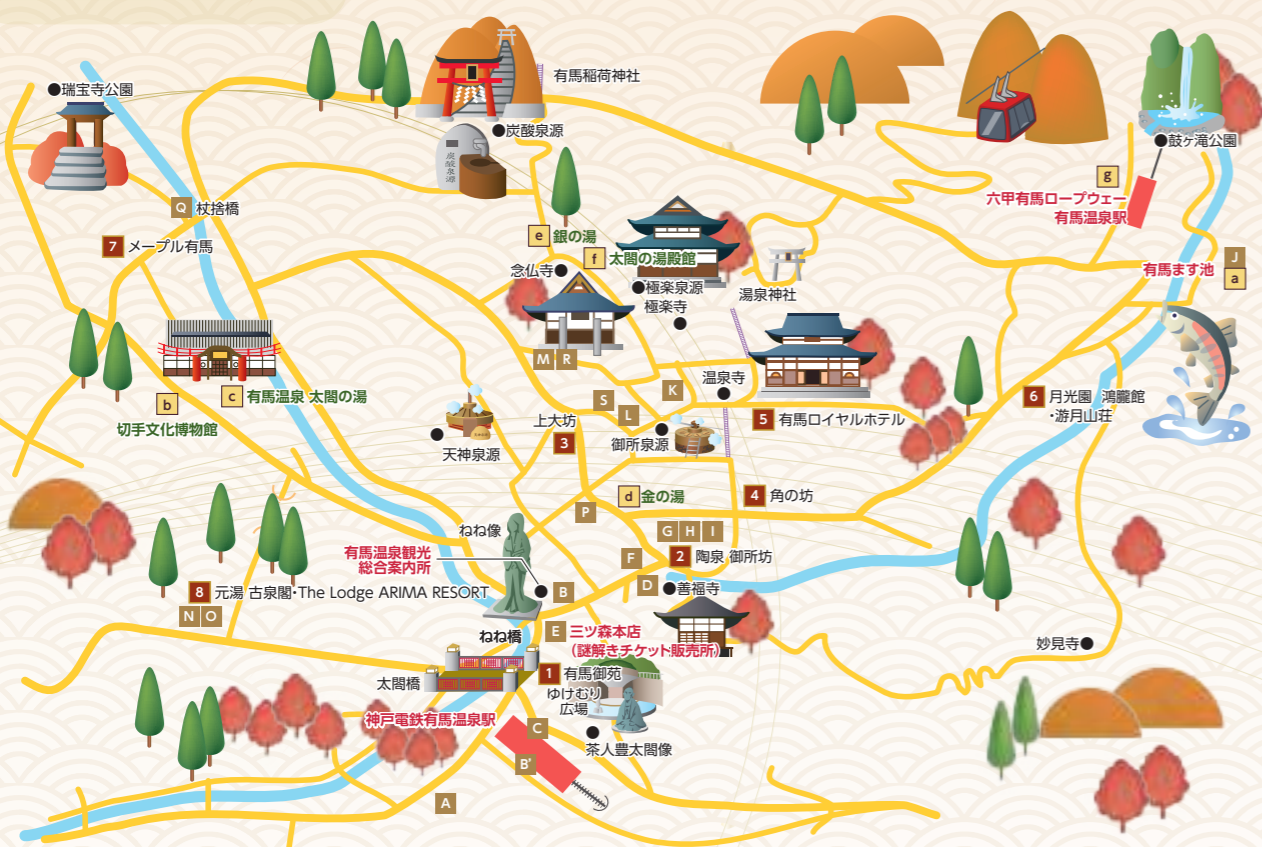 有馬稲荷神社
瑞宝寺公園
炭酸泉源
炭酸泉源
鼓ヶ滝公園
g
六甲有馬ロープウェー
有馬温泉駅
Q 杖捨橋
7 メープル有馬
e 銀の湯
f 太閤の湯殿館
念仏寺
極楽泉源
極楽寺
湯泉神社
J
有馬ます池
a
M R
温泉寺
K
c 有馬温泉 太閤の湯
b
切手文化博物館
S
L
上大坊
3
御所泉源
5 有馬ロイヤルホテル
6 月光園 鴻朧館
・游月山荘
天神泉源
d 金の湯
4 角の坊
P
ねね像
G H I
有馬温泉観光
総合案内所
F
2 陶泉 御所坊
D
善福寺
8 元湯 古泉閣・The Lodge ARIMA RESORT
B
N O
ねね橋
E 三ツ森本店
(謎解きチケット販売所)
妙見寺
太閤橋
1 有馬御苑
ゆけむり
広場
神戸電鉄有馬温泉駅
C
茶人豊太閤像
B'
A